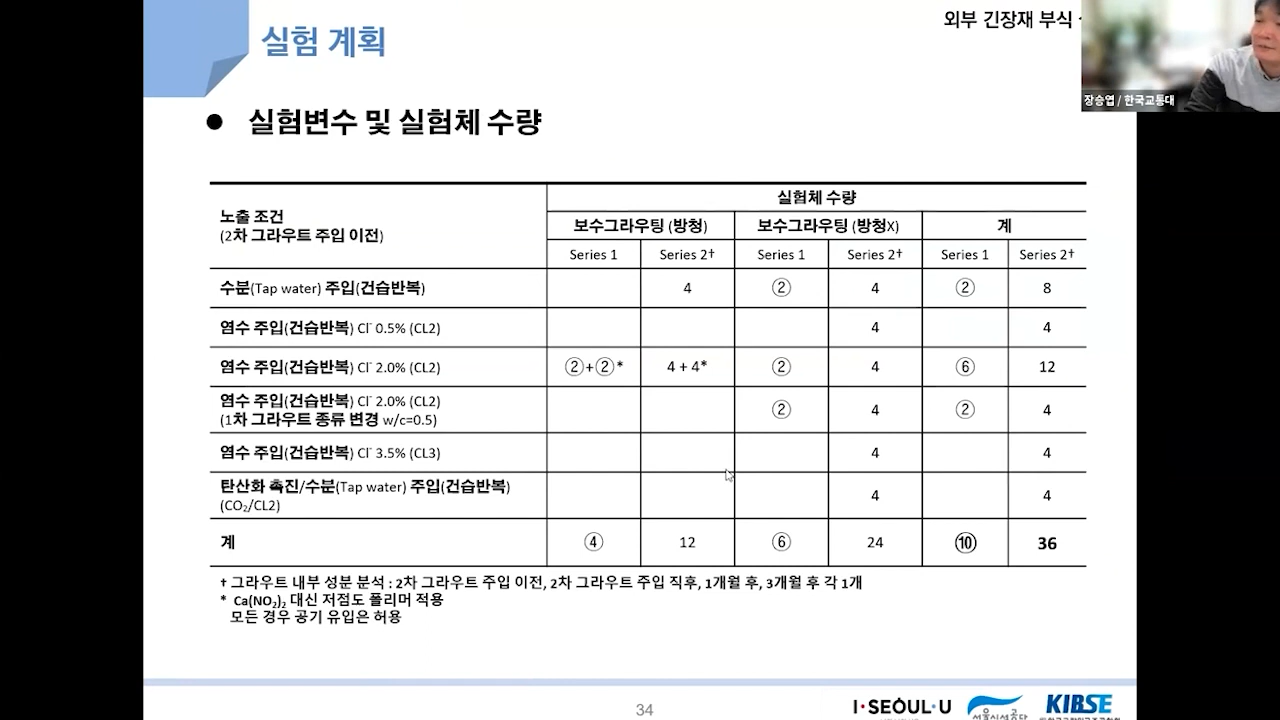 실험 계획
외부 긴장재 부식
장승엽 / 한국교통대
● 실험변수 및 실험체 수량
노출 조건
(2차 그라우트 주입 이전)
실험체 수량
보수그라우팅 (방청) 보수그라우팅 (방청X) 계
Series 1 Series 2† Series 1 Series 2† Series 1 Series 2†
수분(Tap water) 주입(건습반복) 4 ② 4 ② 8
염수 주입(건습반복) Cl⁻ 0.5% (CL2) 4 4
염수 주입(건습반복) Cl⁻ 2.0% (CL2) ②+②* 4 + 4* ② 4 ⑥ 12
염수 주입(건습반복) Cl⁻ 2.0% (CL2)
(1차 그라우트 종류 변경 w/c=0.5) ② 4 ② 4
염수 주입(건습반복) Cl⁻ 3.5% (CL3) 4 4
탄산화 촉진/수분(Tap water) 주입(건습반복)
(CO₂/CL2) 4 4
계 ④ 12 ⑥ 24 ⑩ 36
† 그라우트 내부 성분 분석 : 2차 그라우트 주입 이전, 2차 그라우트 주입 직후, 1개월 후, 3개월 후 각 1개
* Ca(NO₂)₂ 대신 저점도 폴리머 적용
모든 경우 공기 유입은 허용
34
I·SEOUL·U
서울시설공단
KIBSE